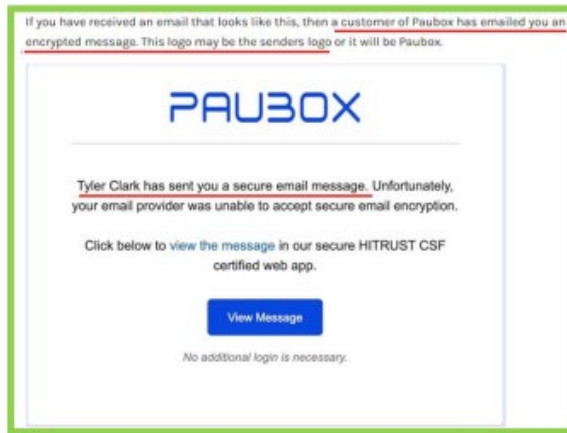 If you have received an email that looks like this, then a customer of Paubox has emailed you an
encrypted message. This logo may be the senders logo or it will be Paubox.
PAUBOX
Tyler Clark has sent you a secure email message. Unfortunately,
your email provider was unable to accept secure email encryption.
Click below to view the message in our secure HITRUST CSF
certified web app.
View Message
No additional login is necessary.